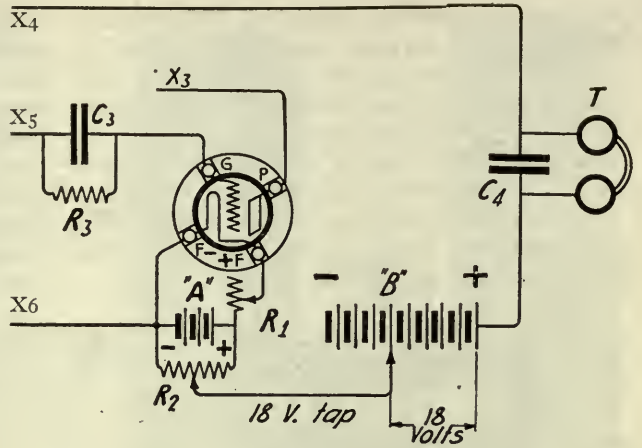 X4
X3
X5
C3
R3
G
P
F- +F
"A"
- +
R1
X6
R2
18 V. tap
- "B" +
18
Volts
C4
T